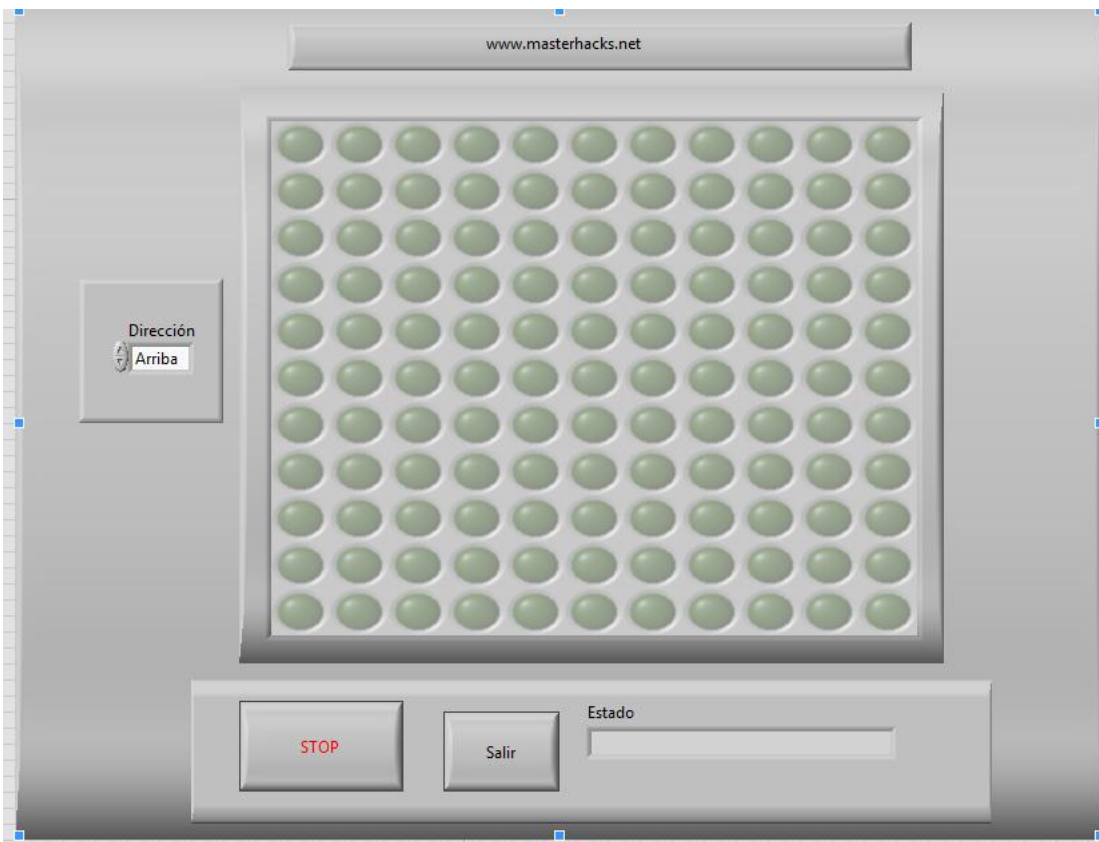 www.masterhacks.net
Dirección
Arriba
Estado
STOP
Salir